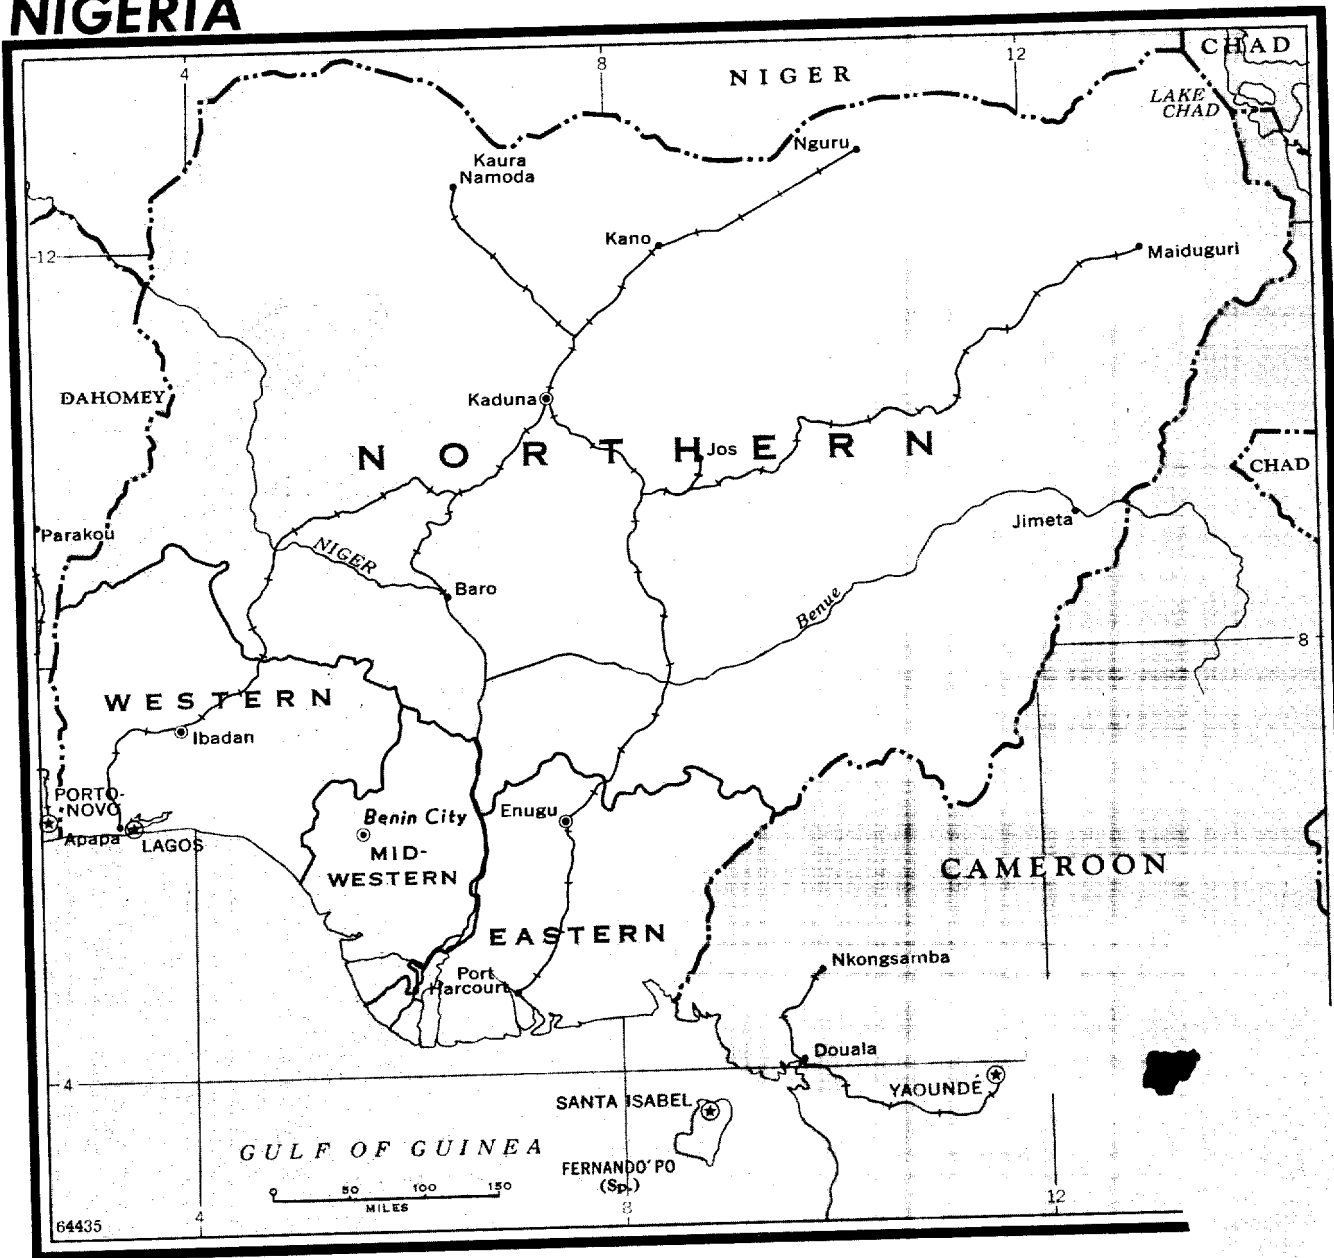 NIGERIA
4
8
12
CHAD
NIGER
LAKE
CHAD
Nguru
Kaura
Namoda
Kano
Maiduguri
12
DAHOMEY
Kaduna
NORTHERN
Jos
CHAD
Parakou
Jimeta
NIGER
Baro
Benue
8
WESTERN
Ibadan
PORTO-
NOVO
Apapa
LAGOS
Benin City
Enugu
MID-
WESTERN
CAMEROON
EASTERN
Nkongsamba
Port
Harcourt
Douala
4
YAOUNDÉ
SANTA ISABEL
GULF OF GUINEA
FERNANDO PO
(Sp.)
0 50 100 150
MILES
12
64435
4
8